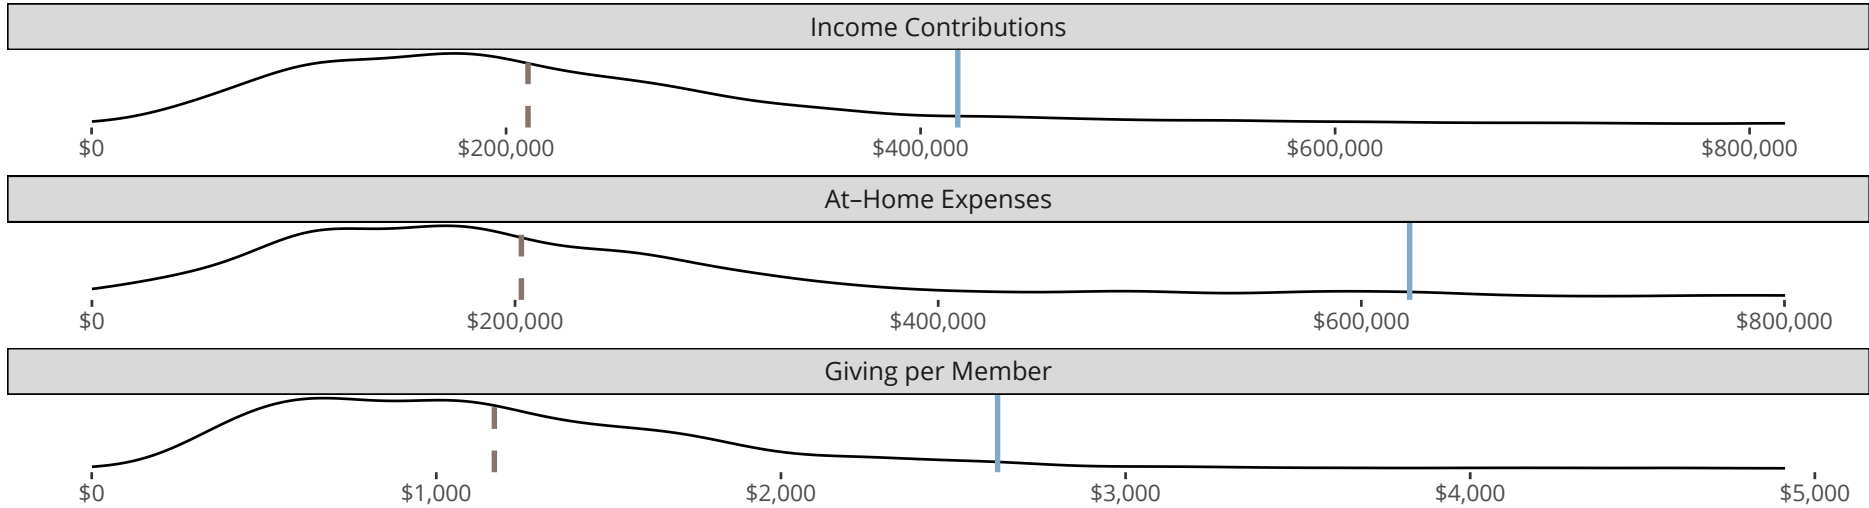 Income Contributions
$0 $200,000 $400,000 $600,000 $800,000
At–Home Expenses
$0 $200,000 $400,000 $600,000 $800,000
Giving per Member
$0 $1,000 $2,000 $3,000 $4,000 $5,000